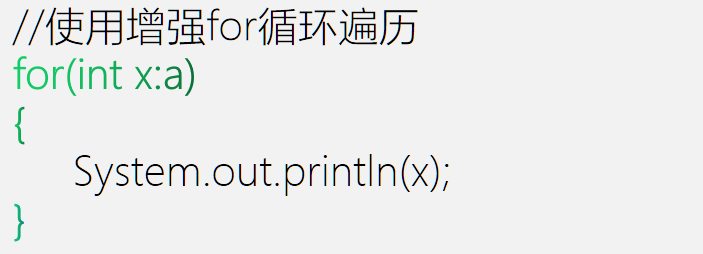 //使用增强for循环遍历
for(int x:a)
{
System.out.println(x);
}